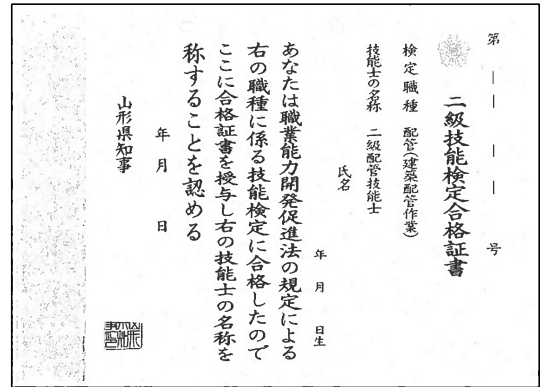 第 ー ー ー ー 号
二級技能検定合格証書
検定職種 配管(建築配管作業)
技能士の名称 二級配管技能士
氏名
年 月 日生
あなたは職業能力開発促進法の規定による
右の職種に係る技能検定に合格したので
ここに合格証書を授与し右の技能士の名称を
称することを認める
年 月 日
山形県知事